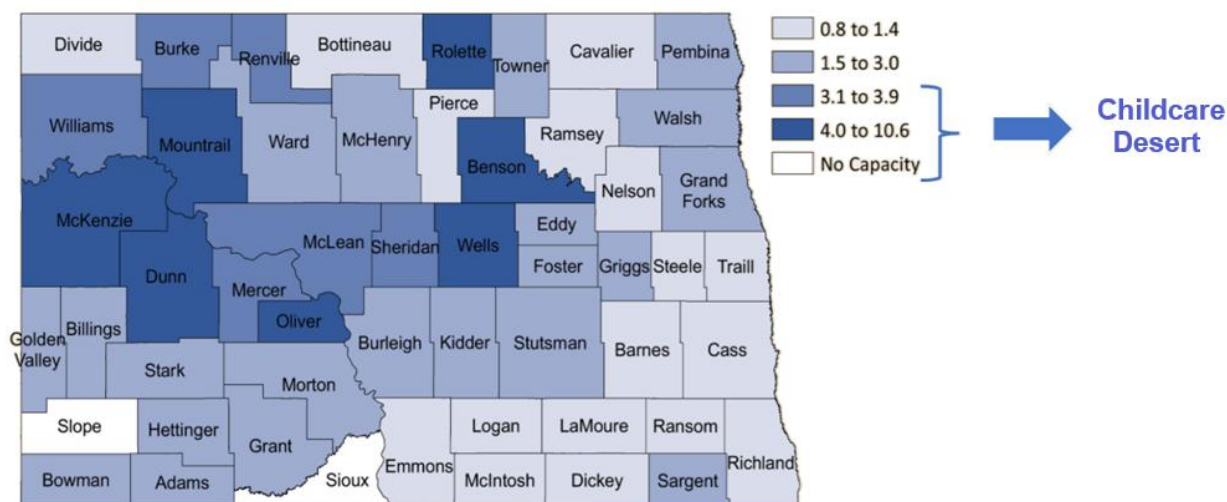 Divide
Burke
Renville
Bottineau
Rolette
Towner
Cavalier
Pembina
Williams
Mountrail
Ward
McHenry
Pierce
Benson
Ramsey
Walsh
Nelson
Grand
Forks
McKenzie
Dunn
McLean
Mercer
Oliver
Sheridan
Wells
Eddy
Foster
Griggs
Steele
Traill
Golden
Valley
Billings
Stark
Morton
Burleigh
Kidder
Stutsman
Barnes
Cass
Slope
Hettinger
Grant
Sioux
Emmons
Logan
LaMoure
Ransom
Richland
Bowman
Adams
McIntosh
Dickey
Sargent
0.8 to 1.4
1.5 to 3.0
3.1 to 3.9
4.0 to 10.6
No Capacity
Childcare
Desert